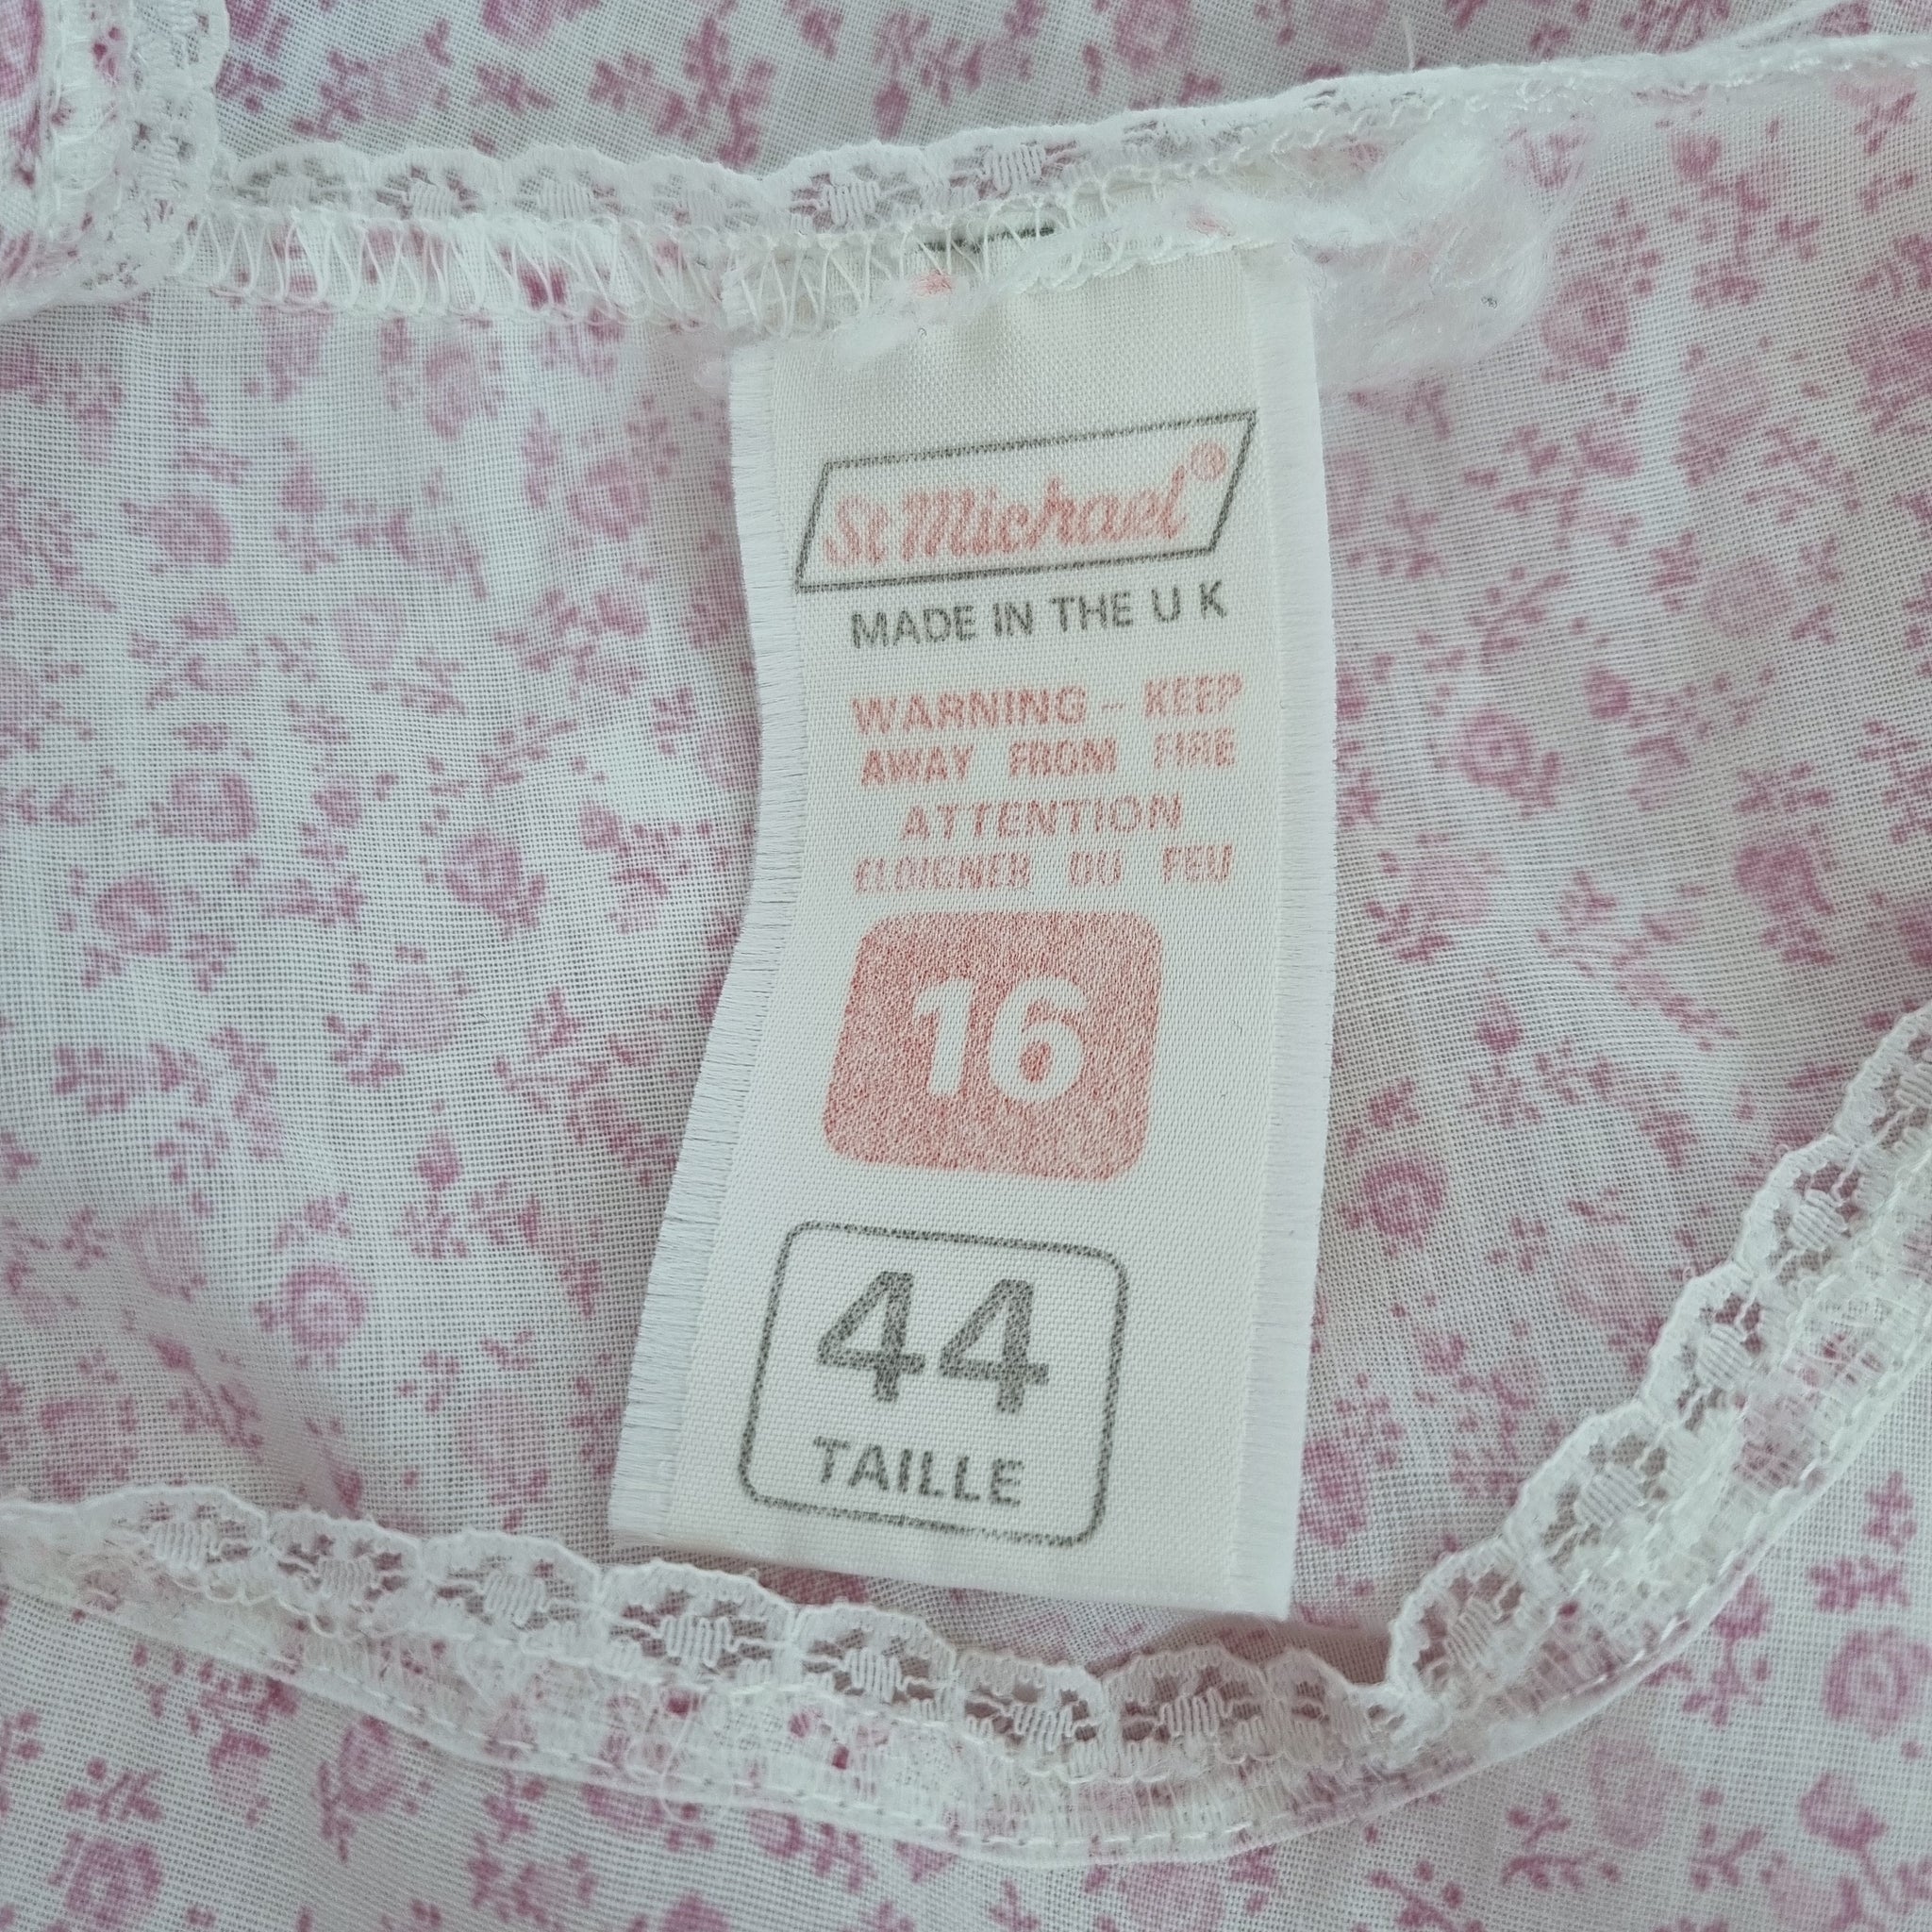 St Michael®
MADE IN THE U K
WARNING - KEEP
AWAY FROM FIRE
ATTENTION
ELOIGNER DU FEU
16
44
TAILLE